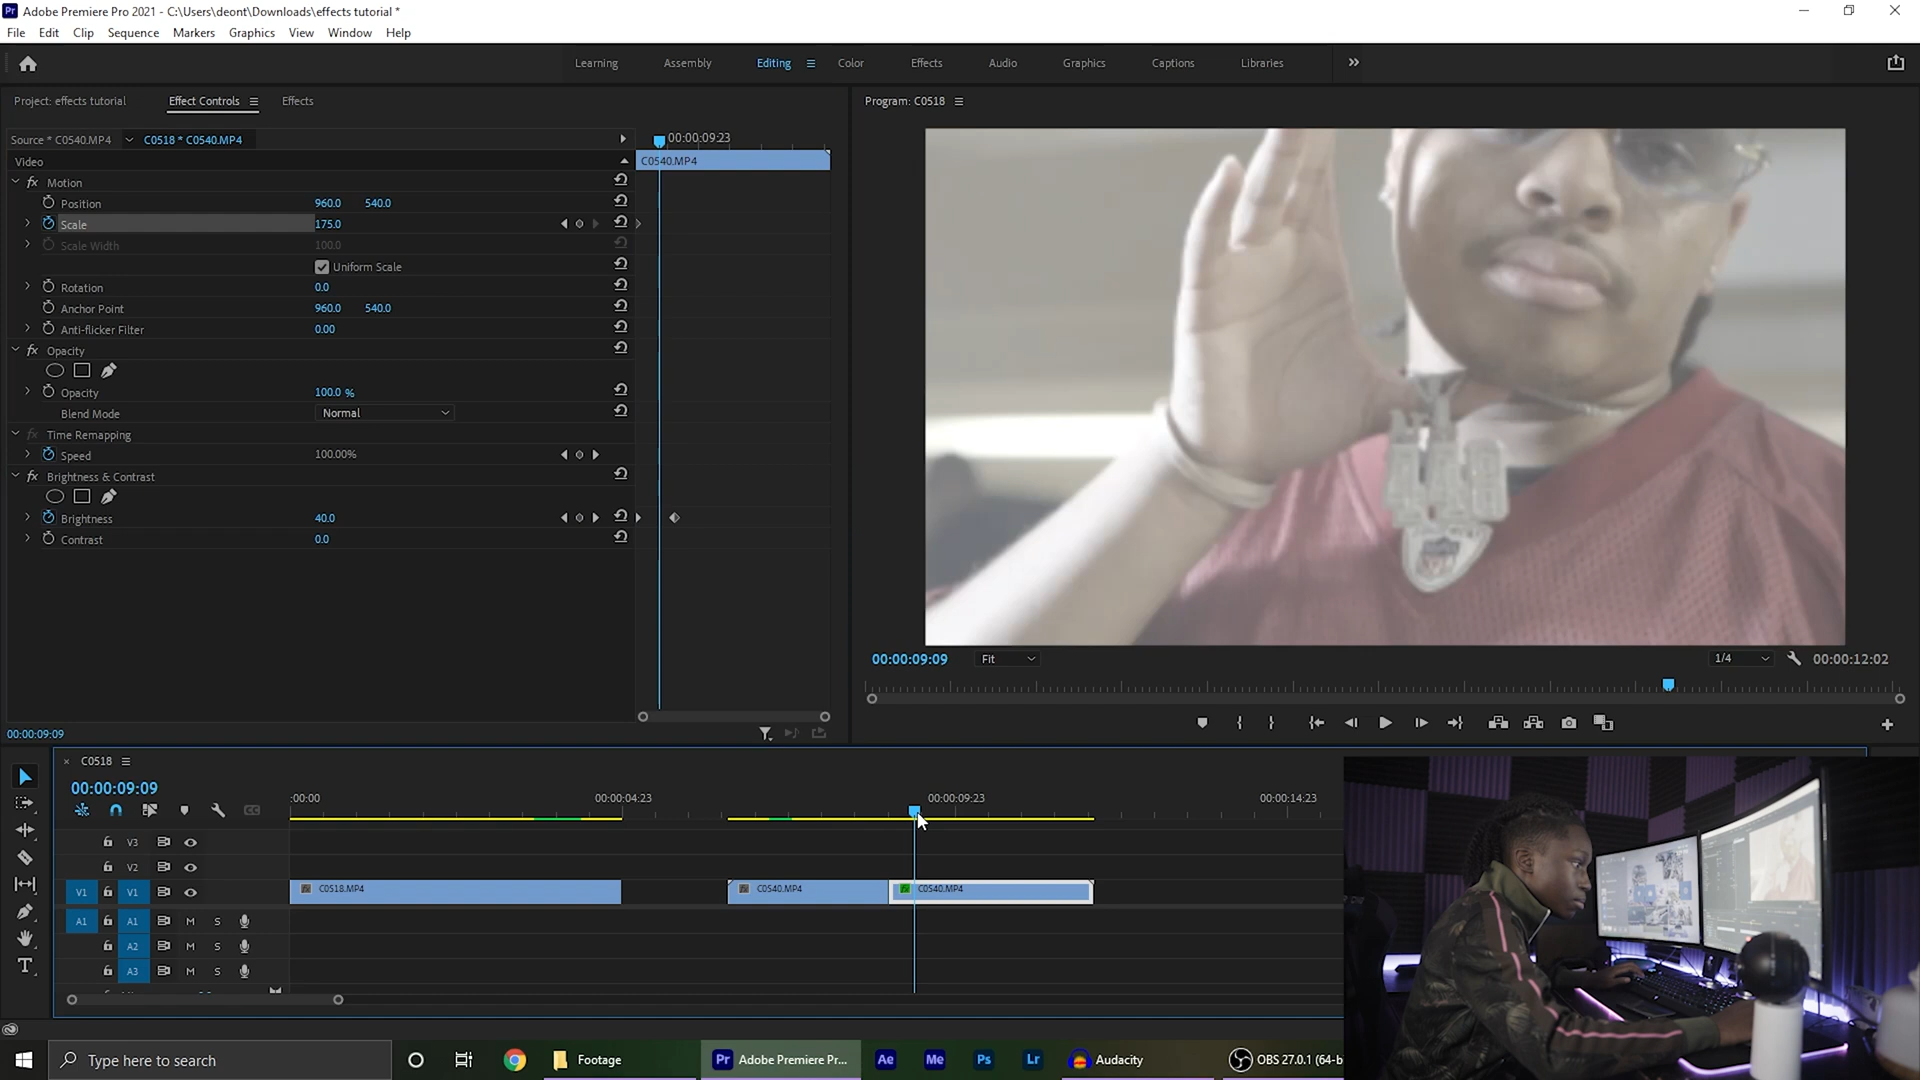 Pr Adobe Premiere Pro 2021 - C:\Users\deont\Downloads\effects tutorial *
File Edit Clip Sequence Markers Graphics View Window Help
Learning Assembly Editing Color Effects Audio Graphics Captions Libraries
Project: effects tutorial Effect Controls Effects
Program: C0518
Source * C0540.MP4 C0518 * C0540.MP4 00:00:09:23
Video C0540.MP4
fx Motion
Position 960.0 540.0
Scale 175.0
Scale Width 100.0
Uniform Scale
Rotation 0.0
Anchor Point 960.0 540.0
Anti-flicker Filter 0.00
fx Opacity
Opacity 100.0 %
Blend Mode Normal
fx Time Remapping
Speed 100.00%
fx Brightness & Contrast
Brightness 40.0
Contrast 0.0
00:00:09:09 Fit 1/4 00:00:12:02
00:00:09:09
C0518
00:00:09:09
:00:00 00:00:04:23 00:00:09:23 00:00:14:23
V3
V2
V1 V1 C0518.MP4 C0540.MP4 C0540.MP4
A1 A1 M S
A2 M S
A3 M S
Type here to search Footage Pr Adobe Premiere Pr... Ae Me Ps Lr Audacity OBS 27.0.1 (64-b